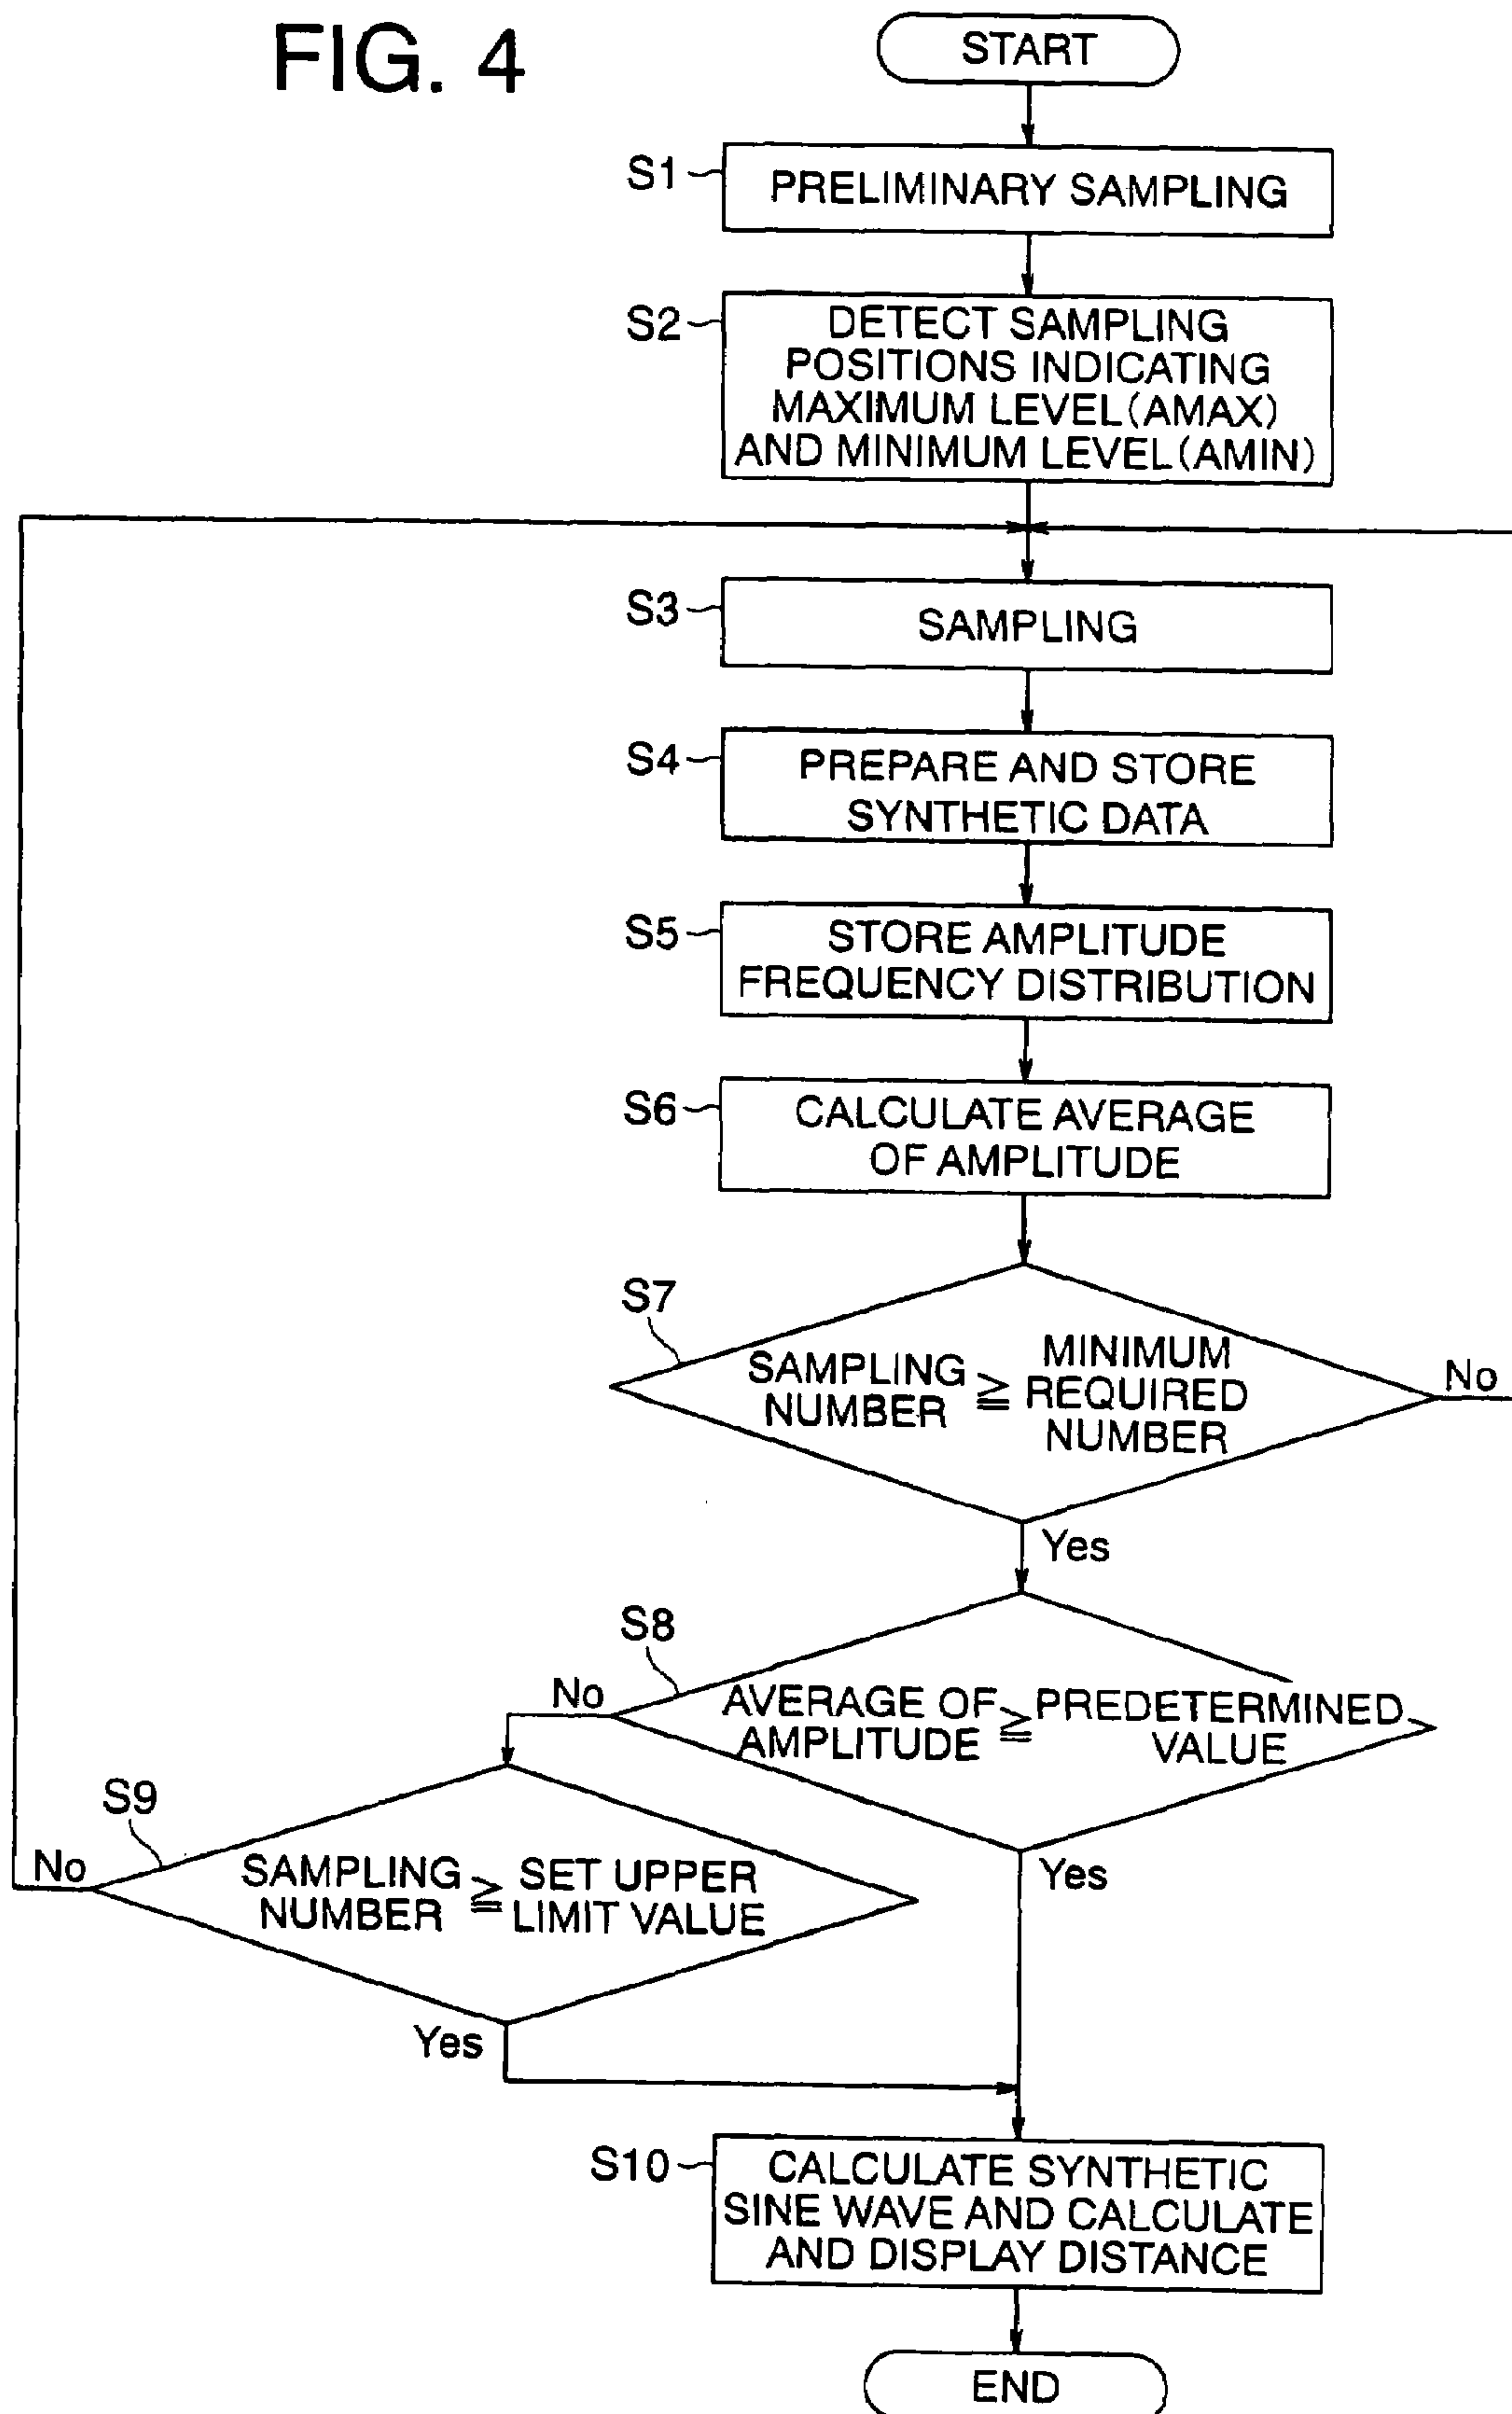 FIG. 4
START
S1
PRELIMINARY SAMPLING
S2
DETECT SAMPLING
POSITIONS INDICATING
MAXIMUM LEVEL(AMAX)
AND MINIMUM LEVEL(AMIN)
S3
SAMPLING
S4
PREPARE AND STORE
SYNTHETIC DATA
S5
STORE AMPLITUDE
FREQUENCY DISTRIBUTION
S6
CALCULATE AVERAGE
OF AMPLITUDE
S7
SAMPLING NUMBER ≧ MINIMUM REQUIRED NUMBER
No
Yes
S8
No
AVERAGE OF AMPLITUDE ≧ PREDETERMINED VALUE
Yes
S9
No
SAMPLING NUMBER ≧ SET UPPER LIMIT VALUE
Yes
S10
CALCULATE SYNTHETIC
SINE WAVE AND CALCULATE
AND DISPLAY DISTANCE
END